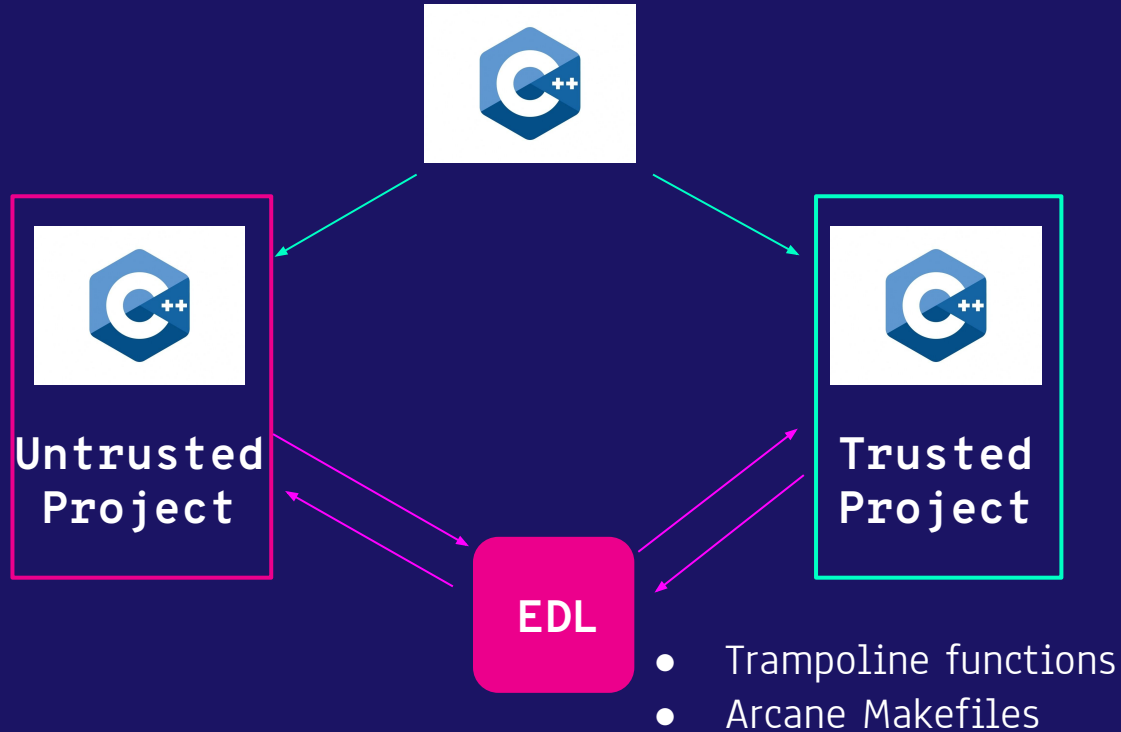 C++
C++
C++
Untrusted
Project
Trusted
Project
EDL
● Trampoline functions
● Arcane Makefiles